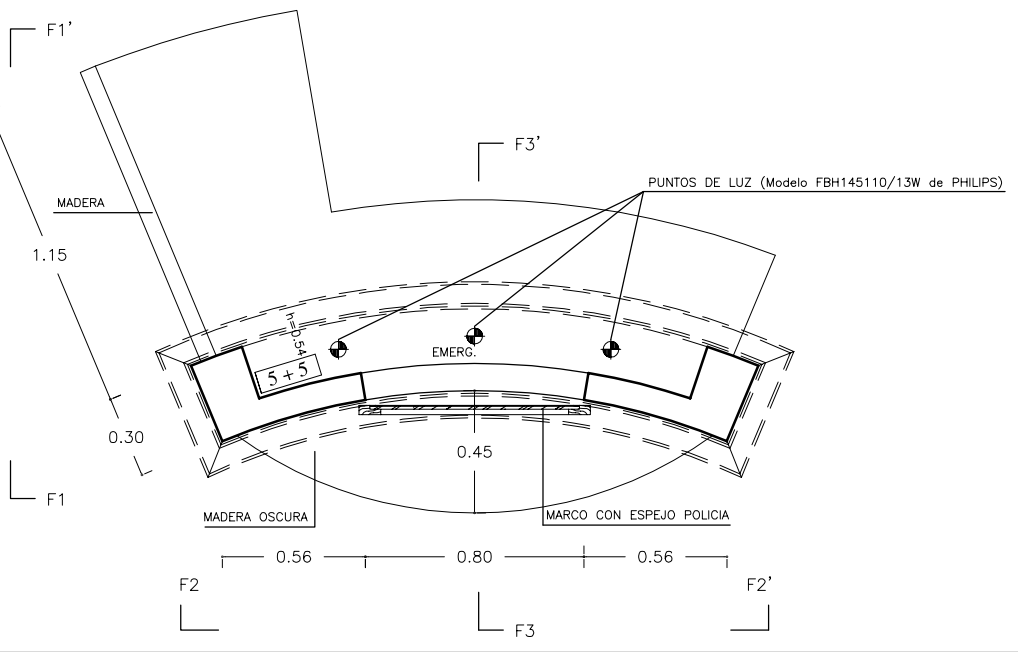 F1'
F3'
PUNTOS DE LUZ (Modelo FBH145110/13W de PHILIPS)
MADERA
1.15
h=0.54
EMERG.
5+5
0.30
0.45
F1
MADERA OSCURA
MARCO CON ESPEJO POLICIA
0.56
0.80
0.56
F2
F2'
F3